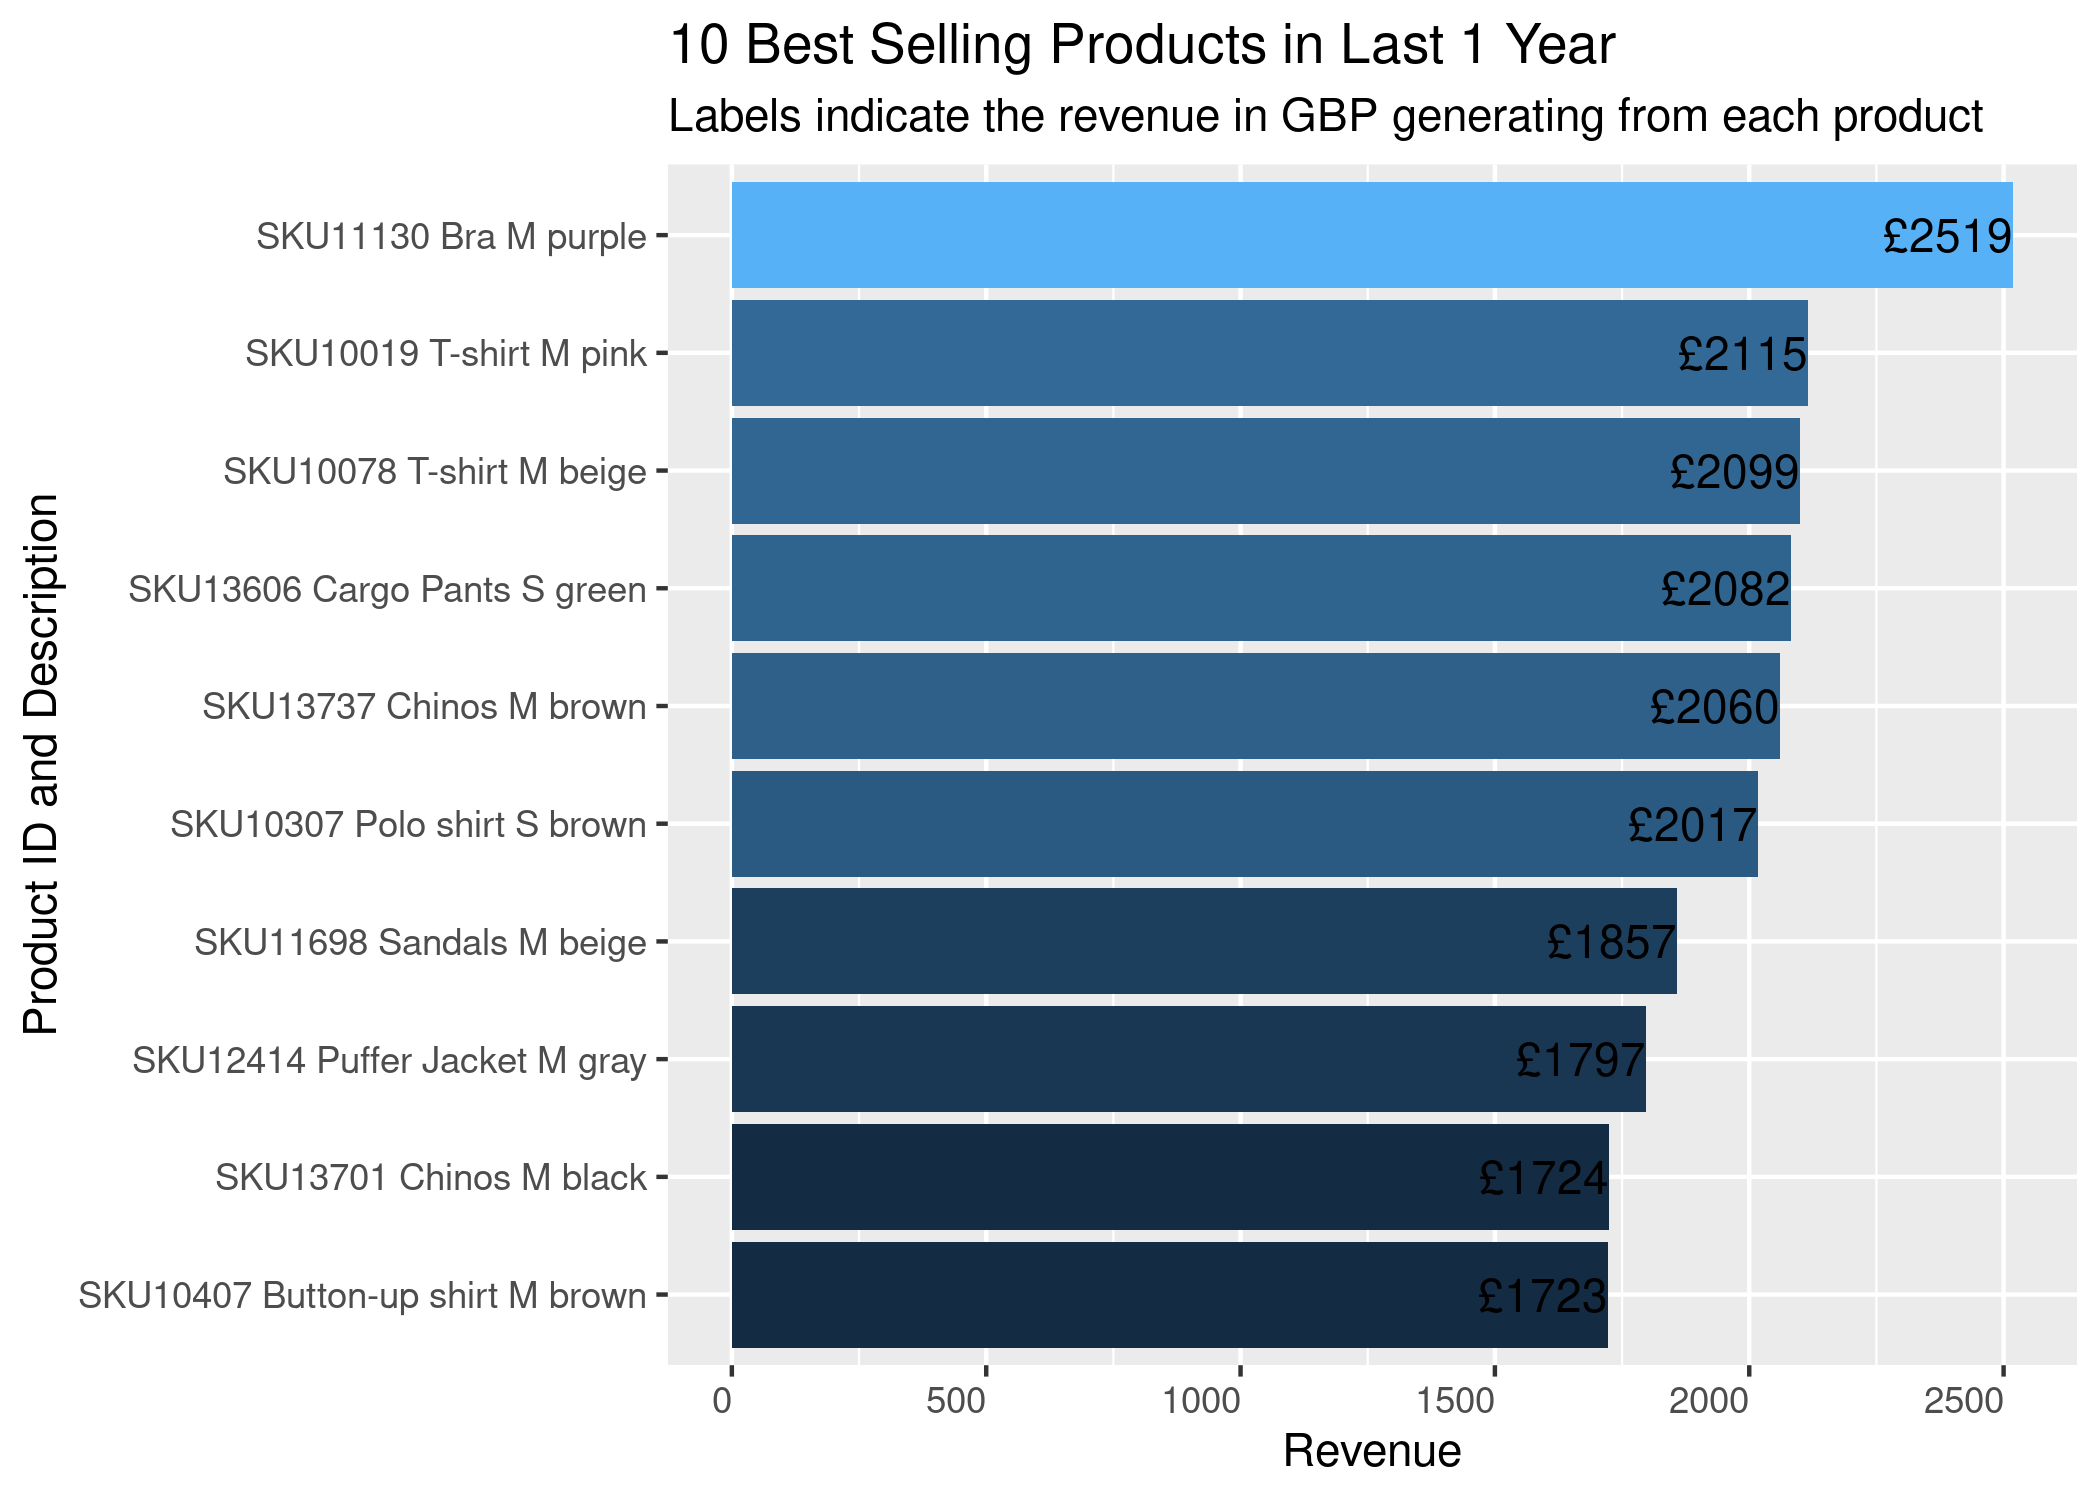 10 Best Selling Products in Last 1 Year
Labels indicate the revenue in GBP generating from each product
Product ID and Description
SKU11130 Bra M purple
£2519
SKU10019 T-shirt M pink
£2115
SKU10078 T-shirt M beige
£2099
SKU13606 Cargo Pants S green
£2082
SKU13737 Chinos M brown
£2060
SKU10307 Polo shirt S brown
£2017
SKU11698 Sandals M beige
£1857
SKU12414 Puffer Jacket M gray
£1797
SKU13701 Chinos M black
£1724
SKU10407 Button-up shirt M brown
£1723
0 500 1000 1500 2000 2500
Revenue